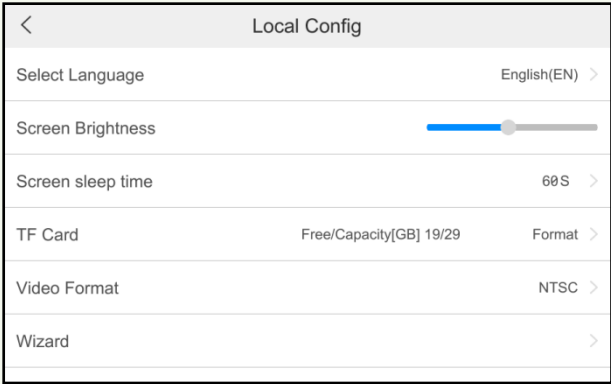 Local Config
Select Language English(EN)
Screen Brightness
Screen sleep time 60S
TF Card Free/Capacity[GB] 19/29 Format
Video Format NTSC
Wizard